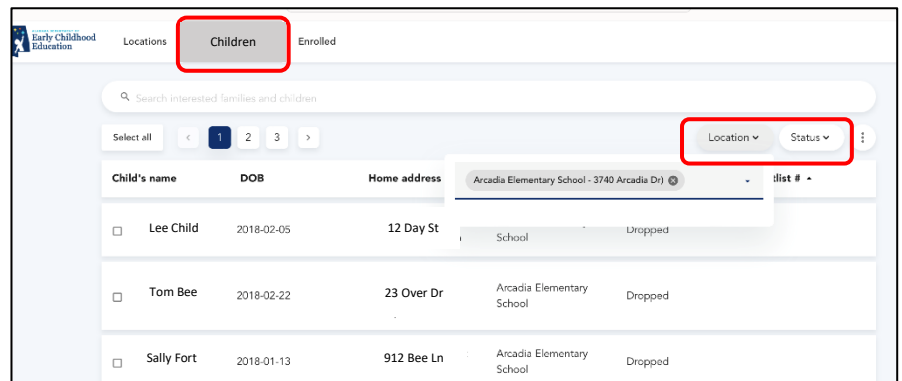 Early Childhood
Education
Locations
Children
Enrolled
Search interested families and children
Select all
1
2
3
Location
Status
Child's name
DOB
Home address
Arcadia Elementary School - 3740 Arcadia Dr)
tlist #
Lee Child
2018-02-05
12 Day St
School
Dropped
Tom Bee
2018-02-22
23 Over Dr
Arcadia Elementary
School
Dropped
Sally Fort
2018-01-13
912 Bee Ln
Arcadia Elementary
School
Dropped